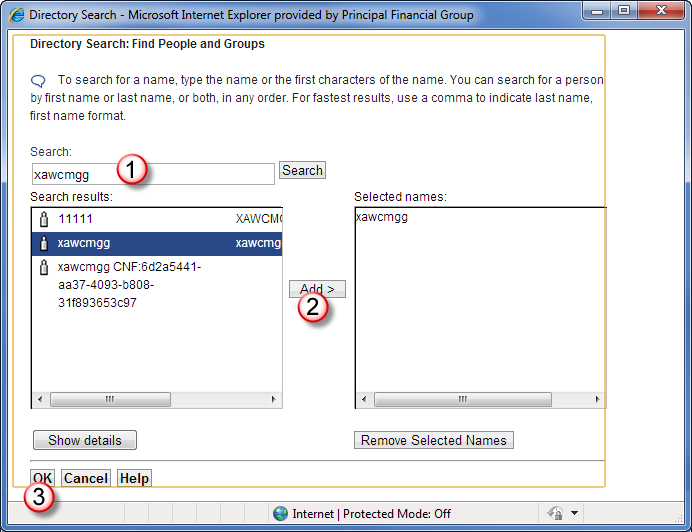 Directory Search - Microsoft Internet Explorer provided by Principal Financial Group
Directory Search: Find People and Groups
To search for a name, type the name or the first characters of the name. You can search for a person
by first name or last name, or both, in any order. For fastest results, use a comma to indicate last name,
first name format.
Search:
xawcmgg
1
Search
Search results:
Selected names:
11111 XAWCMG
xawcmgg
xawcmgg xawcmg
xawcmgg CNF:6d2a5441-
aa37-4093-b808-
31f893653c97
Add >
2
Show details
Remove Selected Names
OK Cancel Help
3
Internet | Protected Mode: Off